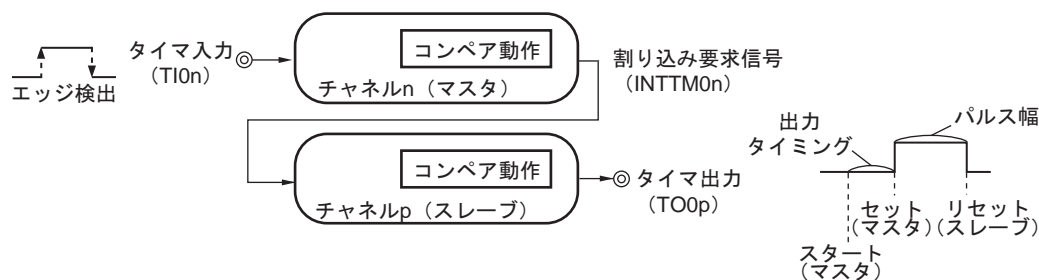 タイマ入力
(TI0n)
エッジ検出
コンペア動作
チャネルn（マスタ）
割り込み要求信号
(INTTM0n)
コンペア動作
チャネルp（スレーブ）
タイマ出力
(TO0p)
出力
タイミング
パルス幅
セット
(マスタ)
リセット
(スレーブ)
スタート
(マスタ)